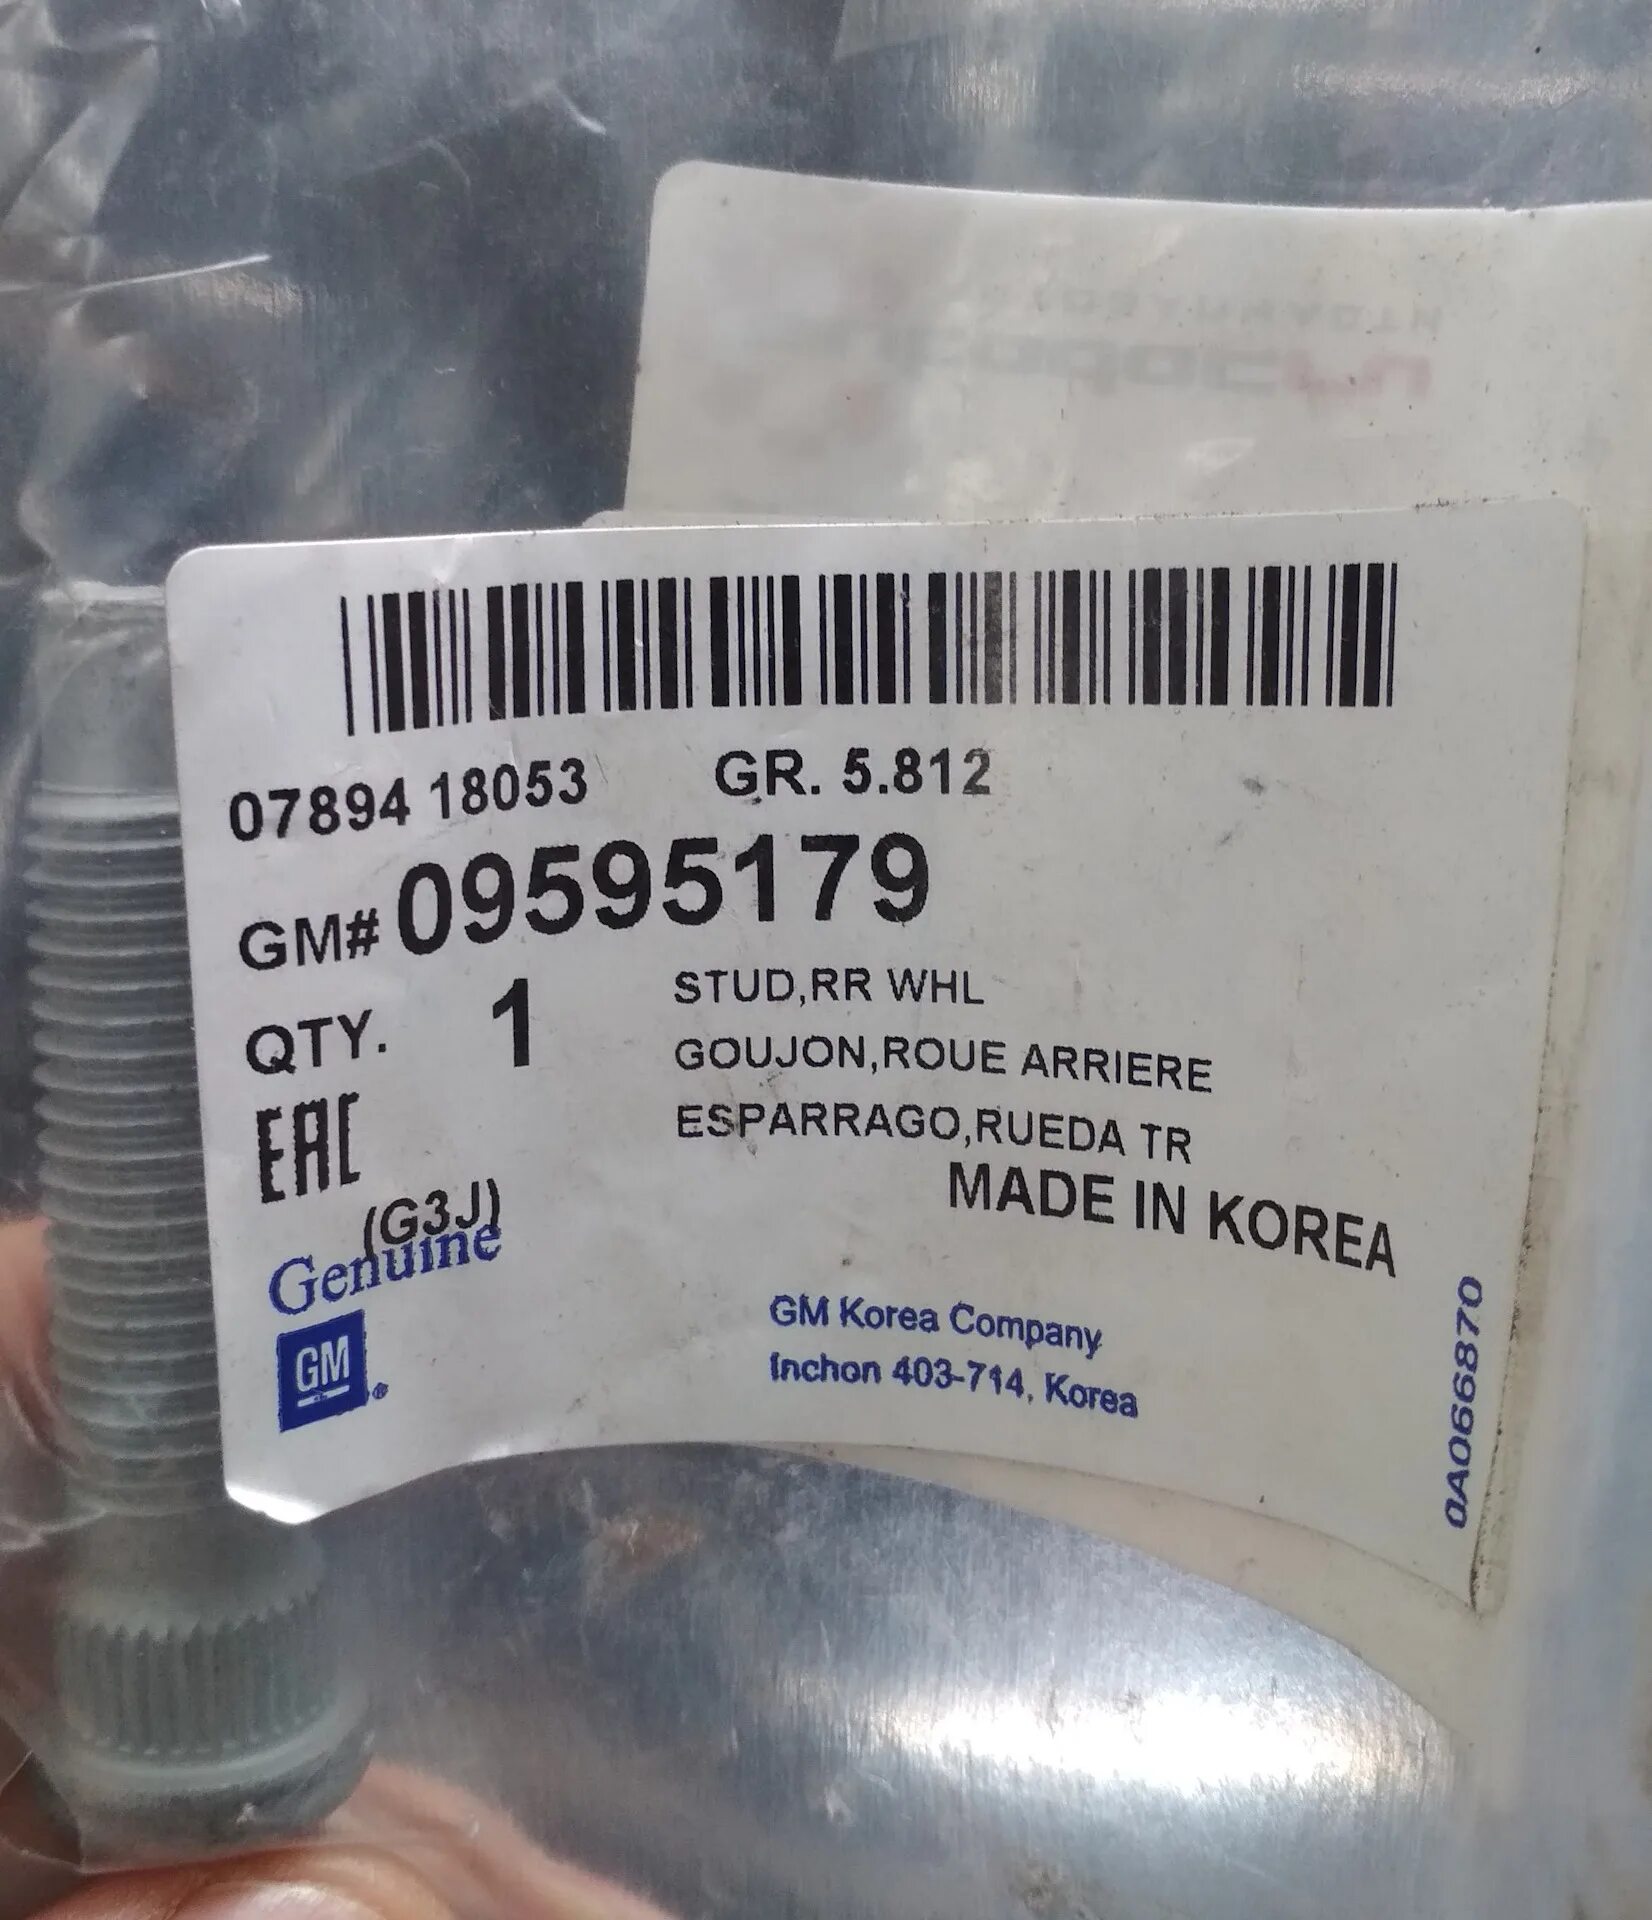 07894 18053 GR. 5.812
GM# 09595179
QTY. 1
STUD,RR WHL
GOUJON,ROUE ARRIERE
ESPARRAGO,RUEDA TR
EAC
MADE IN KOREA
(G3J)
Genuine
GM ®
GM Korea Company
Inchon 403-714, Korea
0A066870